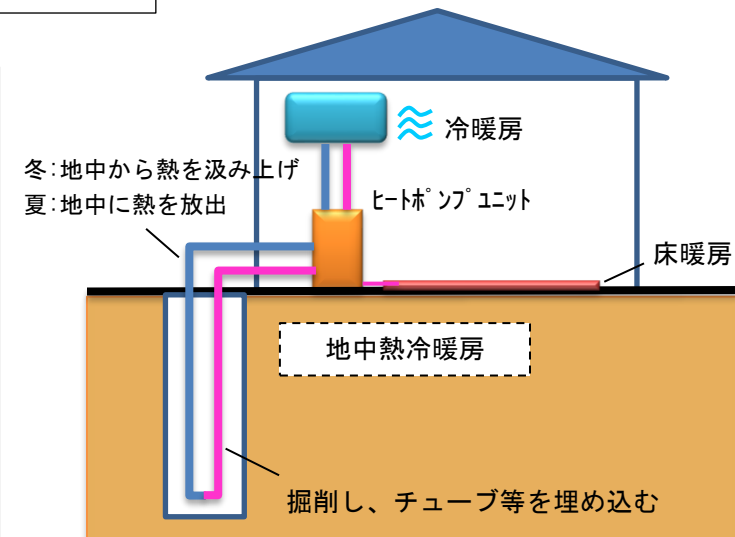 冷暖房
冬:地中から熱を汲み上げ
夏:地中に熱を放出
ﾋｰﾄﾎﾟﾝﾌﾟﾕﾆｯﾄ
床暖房
地中熱冷暖房
掘削し、チューブ等を埋め込む